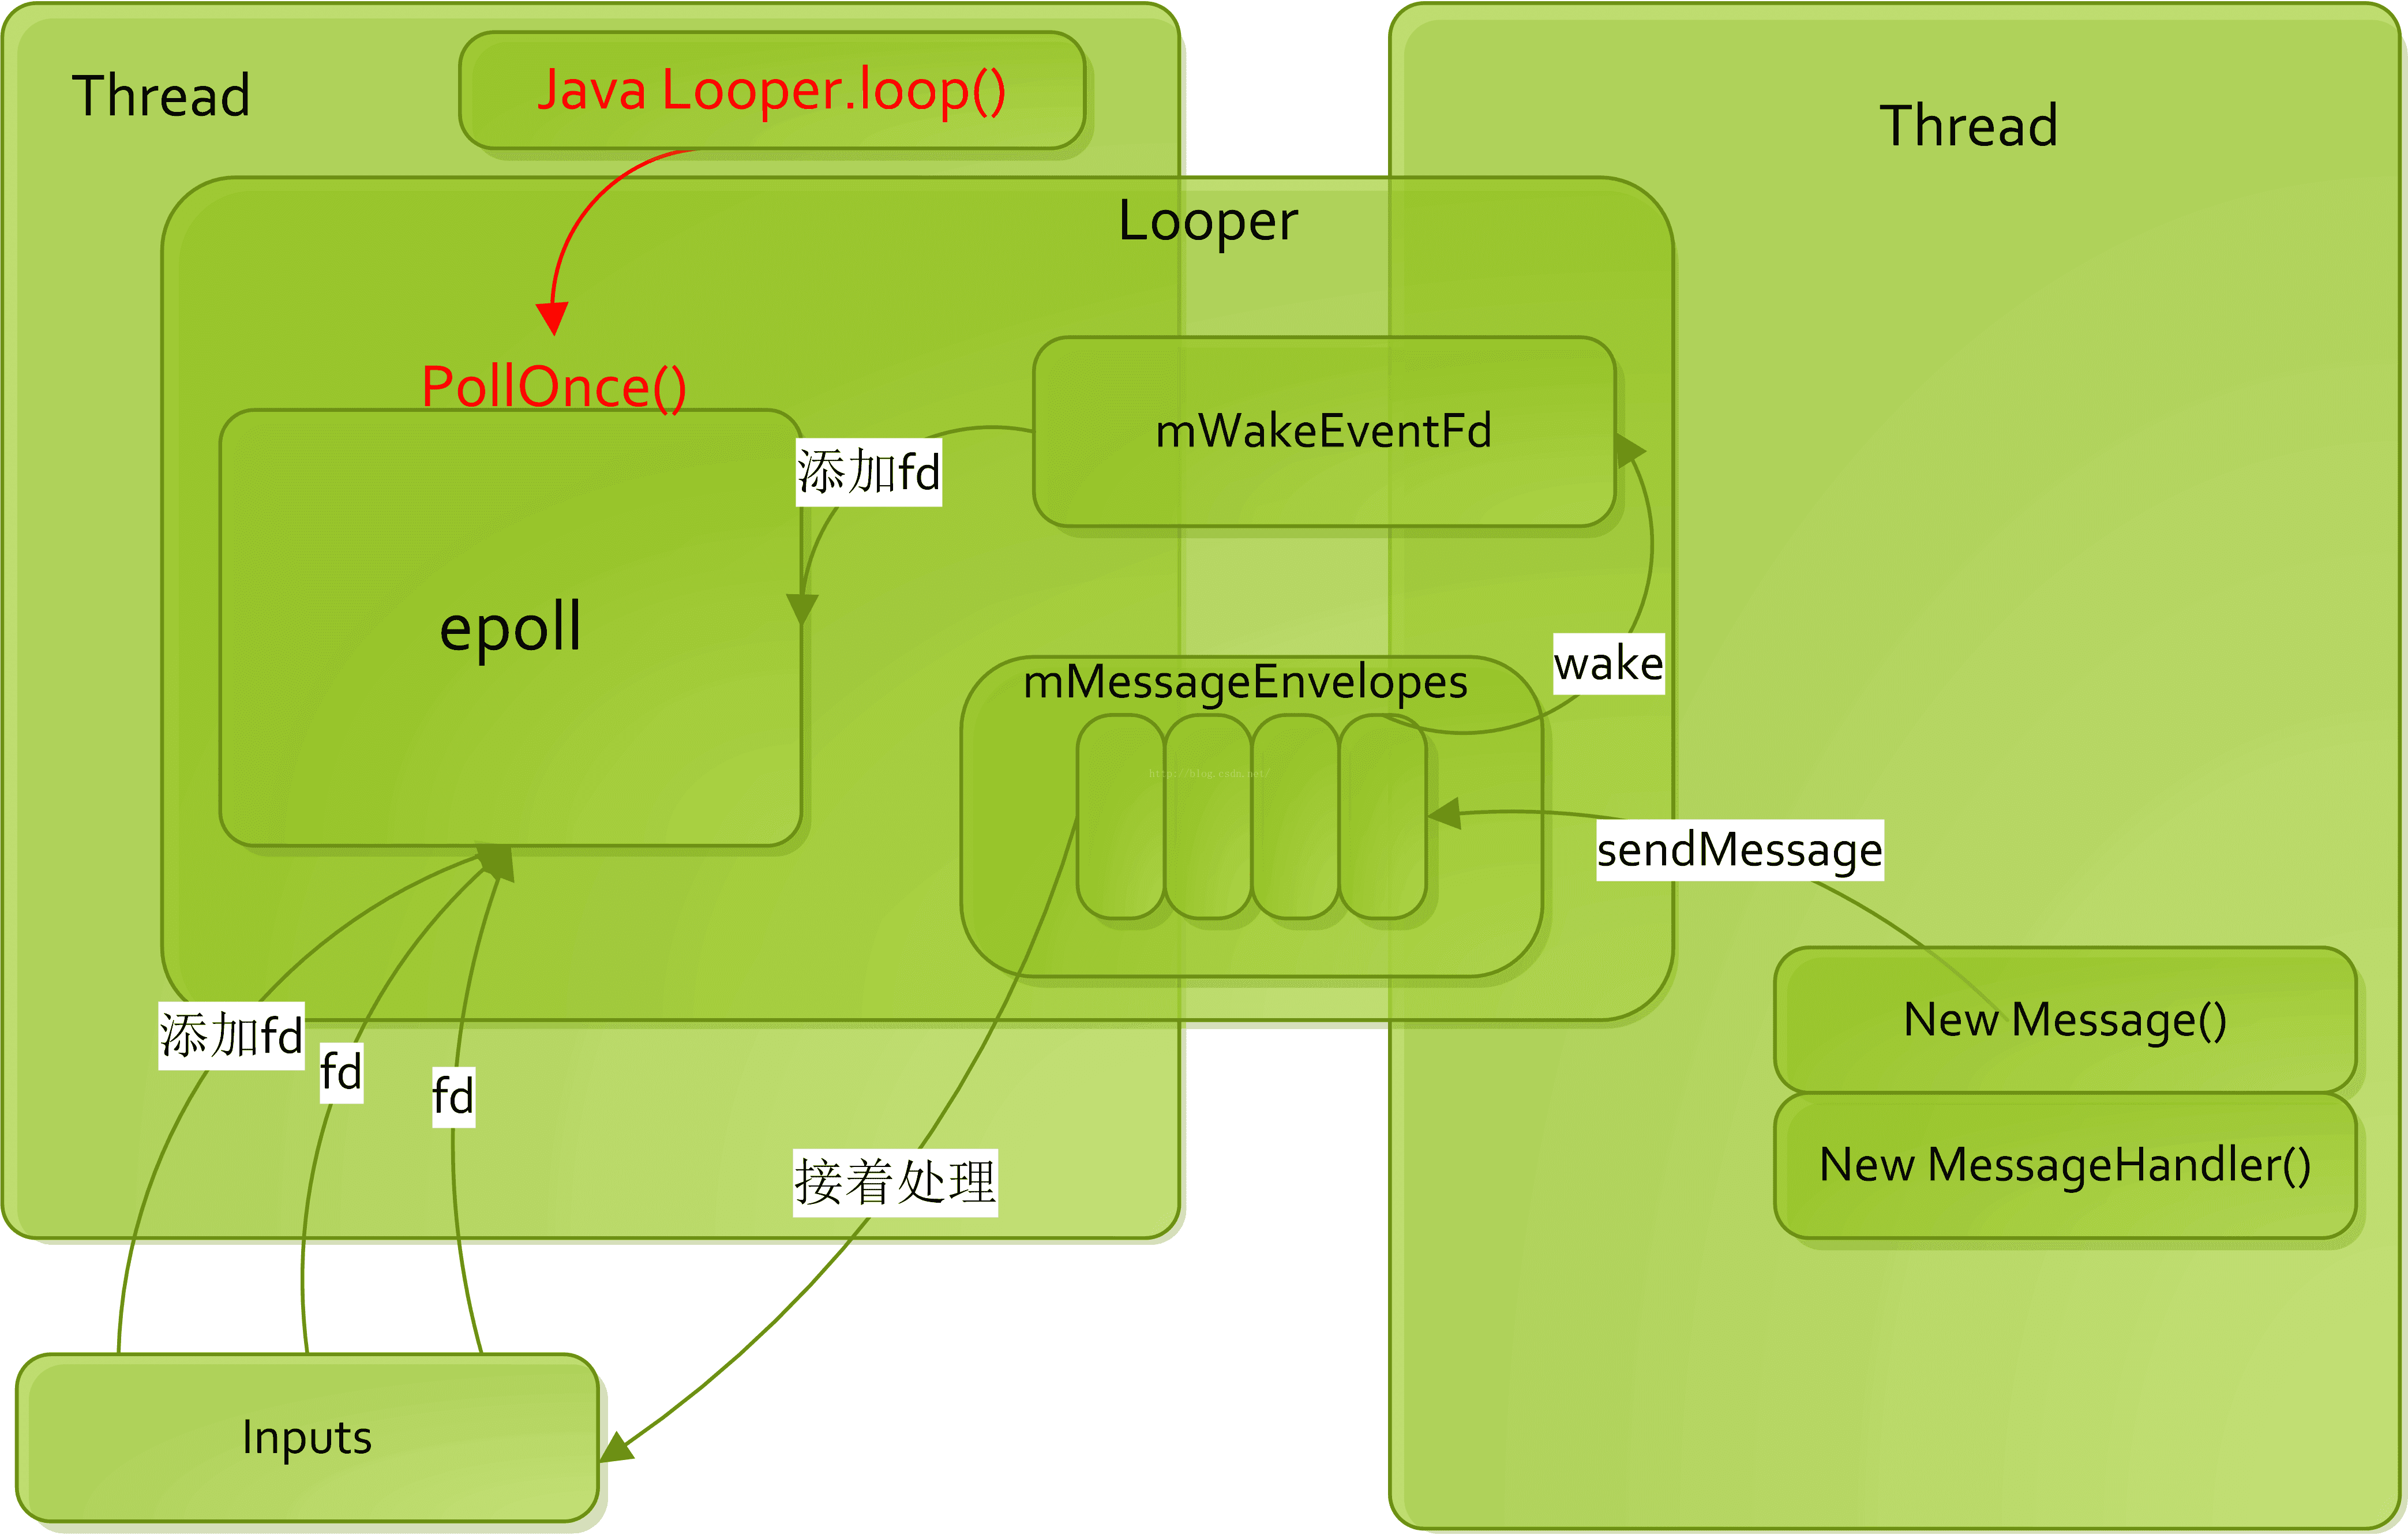 Thread
Java Looper.loop()
Thread
Looper
PollOnce()
mWakeEventFd
添加fd
epoll
wake
mMessageEnvelopes
http://blog.csdn.net/
sendMessage
添加fd
fd
fd
New Message()
接着处理
New MessageHandler()
Inputs